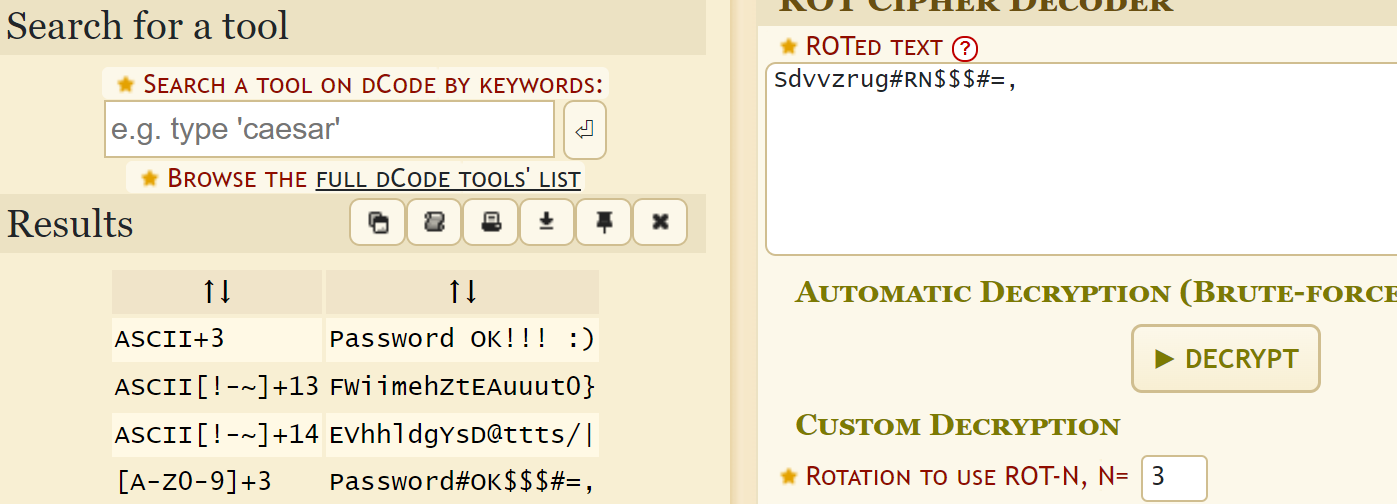 Search for a tool
★ Search a tool on dCode by keywords:
e.g. type 'caesar'
★ Browse the full dCode tools' list
Results
↑↓ ↑↓
ASCII+3 Password OK!!! :)
ASCII[!-~]+13 FWiimehZtEAuuut0}
ASCII[!-~]+14 EVhhldgYsD@ttts/|
[A-Z0-9]+3 Password#OK$$$#=,
ROT Cipher Decoder
★ ROTed text ?
Sdvvzrug#RN$$$#=,
Automatic Decryption (Brute-force
► DECRYPT
Custom Decryption
★ Rotation to use ROT-N, N= 3